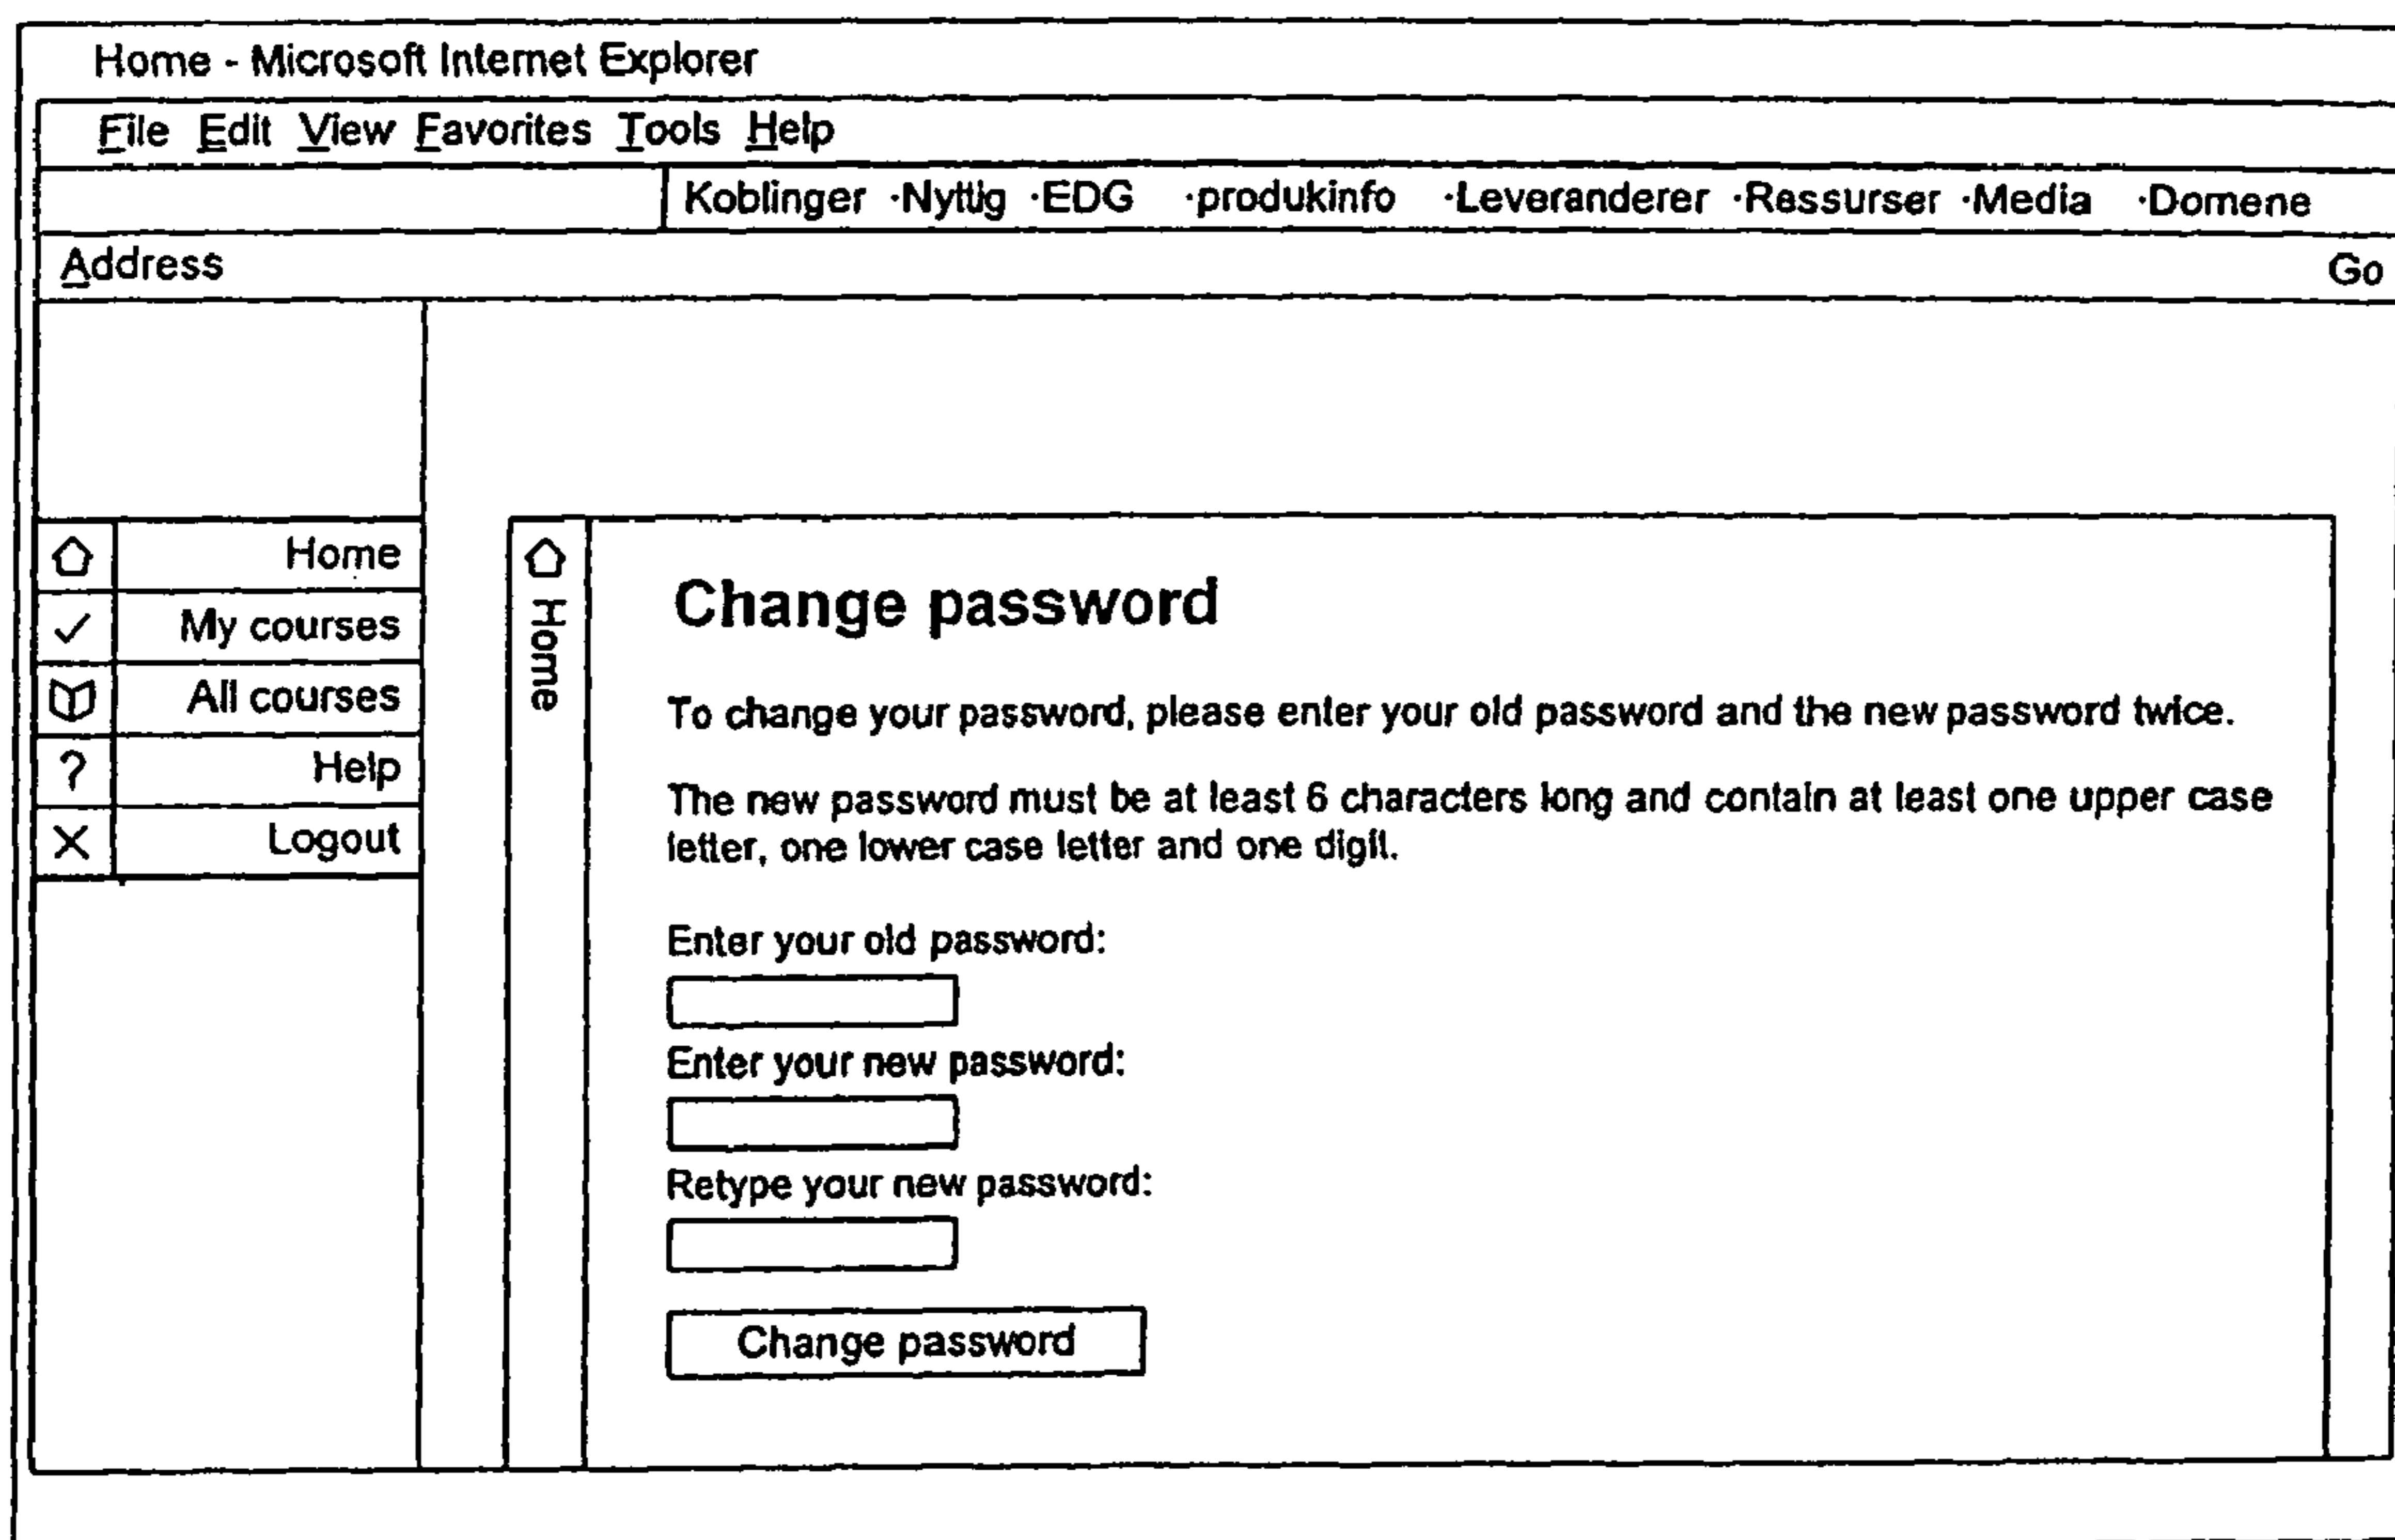 Home - Microsoft Internet Explorer
File Edit View Favorites Tools Help
Koblinger ·Nyttig ·EDG ·produkinfo ·Leveranderer ·Ressurser ·Media ·Domene
Address Go
Home
My courses
All courses
? Help
Logout
Home
Change password
To change your password, please enter your old password and the new password twice.
The new password must be at least 6 characters long and contain at least one upper case
letter, one lower case letter and one digit.
Enter your old password:
Enter your new password:
Retype your new password:
Change password